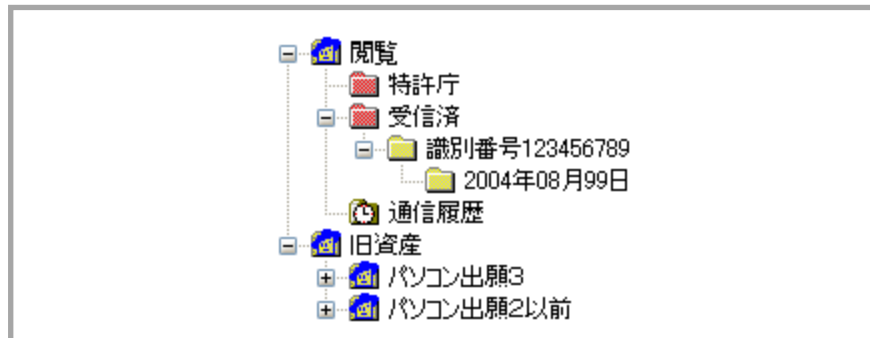 閲覧
特許庁
受信済
識別番号123456789
2004年08月99日
通信履歴
旧資産
パソコン出願3
パソコン出願2以前